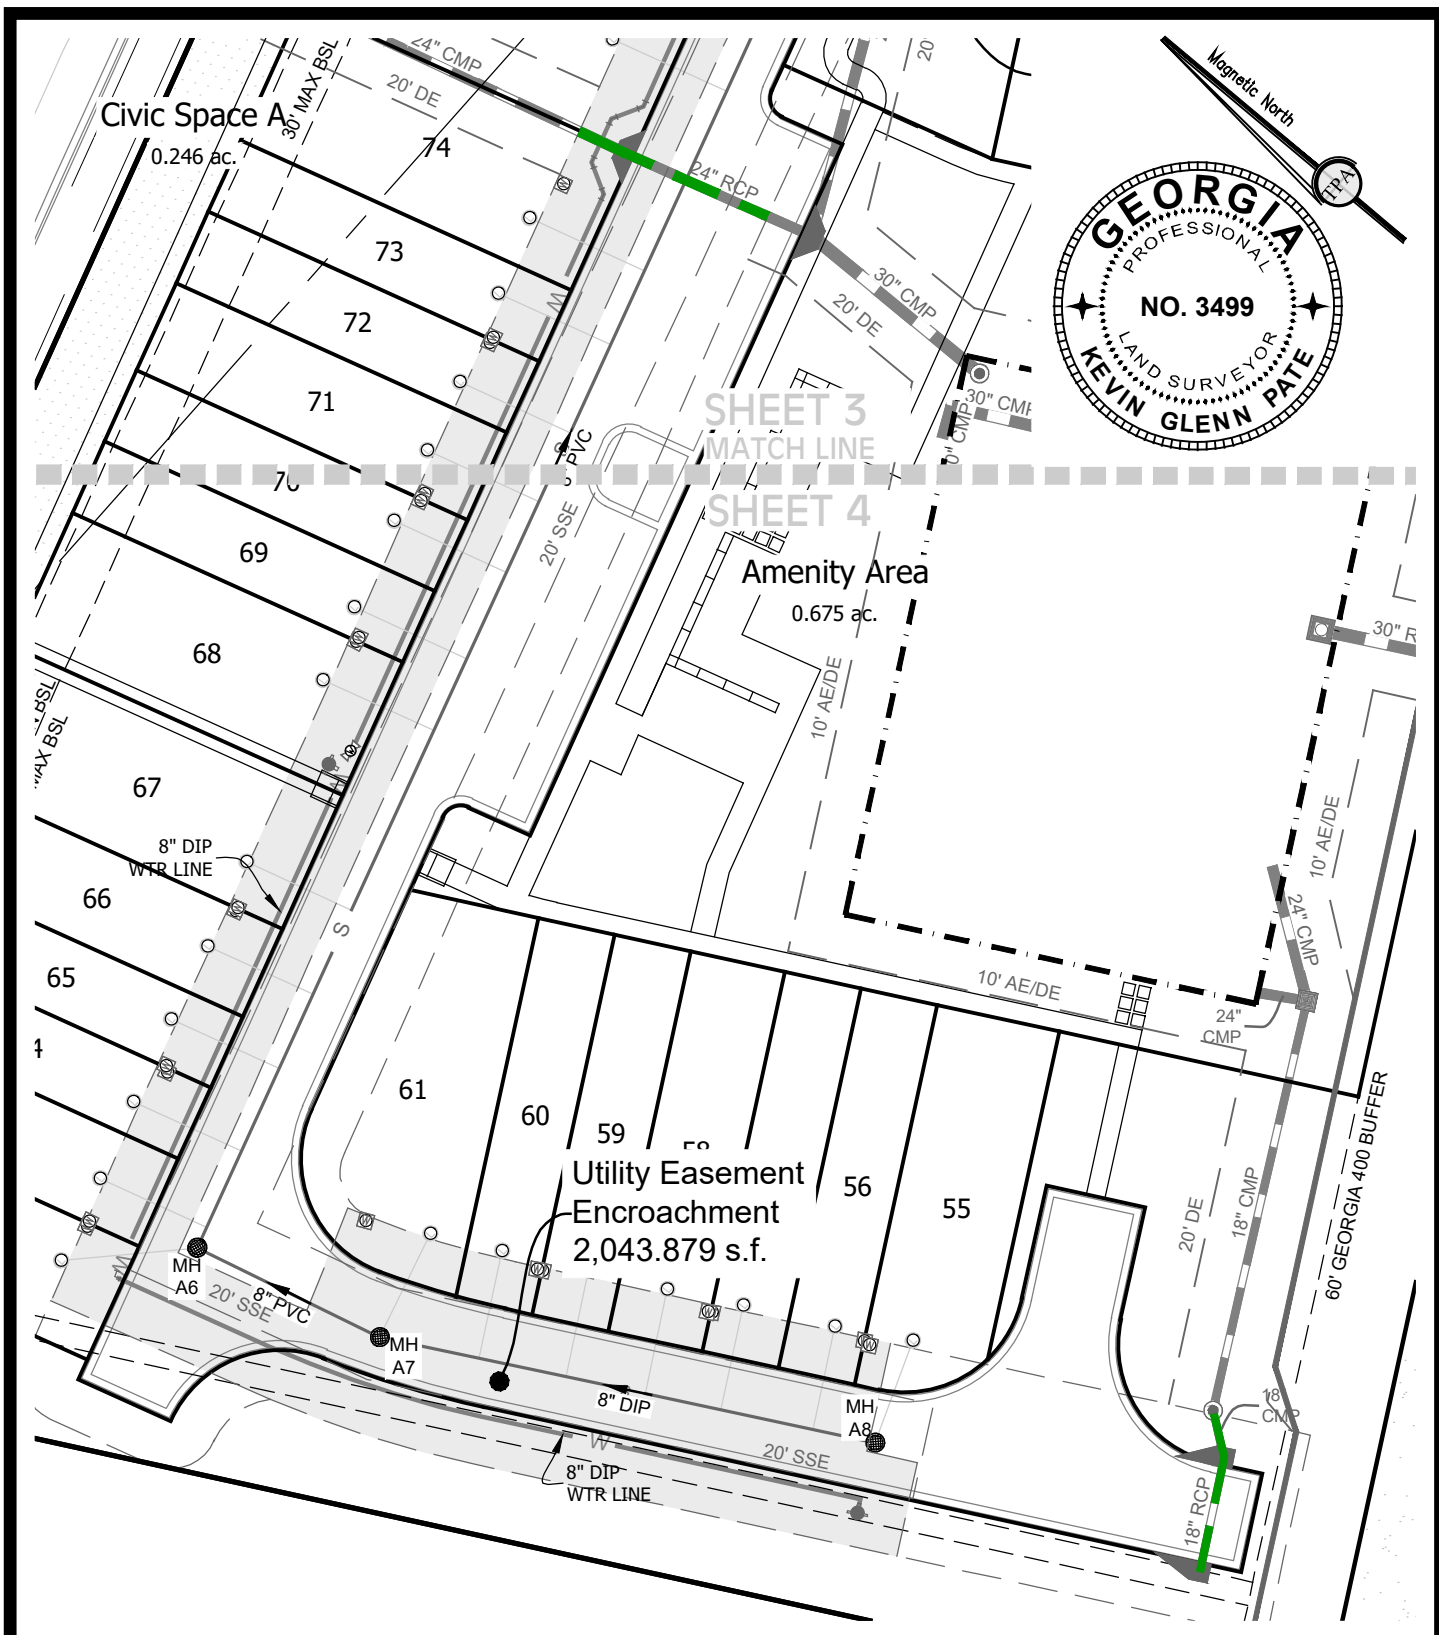 24" CMP
20' DE
30' MAX BSL
Civic Space A
0.246 ac.
74
73
72
71
70
69
68
67
66
65
20'
24" RCP
30" CMP
20' DE
30" CMP
Magnetic North
TPA
GEORGIA
PROFESSIONAL
NO. 3499
LAND SURVEYOR
KEVIN GLENN PATE
SHEET 3
MATCH LINE
SHEET 4
PVC
20' SSE
W
Amenity Area
0.675 ac.
10' AE/DE
30" R
10' AE/DE
24" CMP
24"
CMP
10' AE/DE
MAX BSL
8" DIP
WTR LINE
S
61
60
59
56
55
Utility Easement
Encroachment
2,043.879 s.f.
20' DE
18" CMP
60' GEORGIA 400 BUFFER
MH
A6
8" PVC
20' SSE
MH
A7
8" DIP
MH
A8
20' SSE
W
8" DIP
WTR LINE
18"
CMP
18" RCP